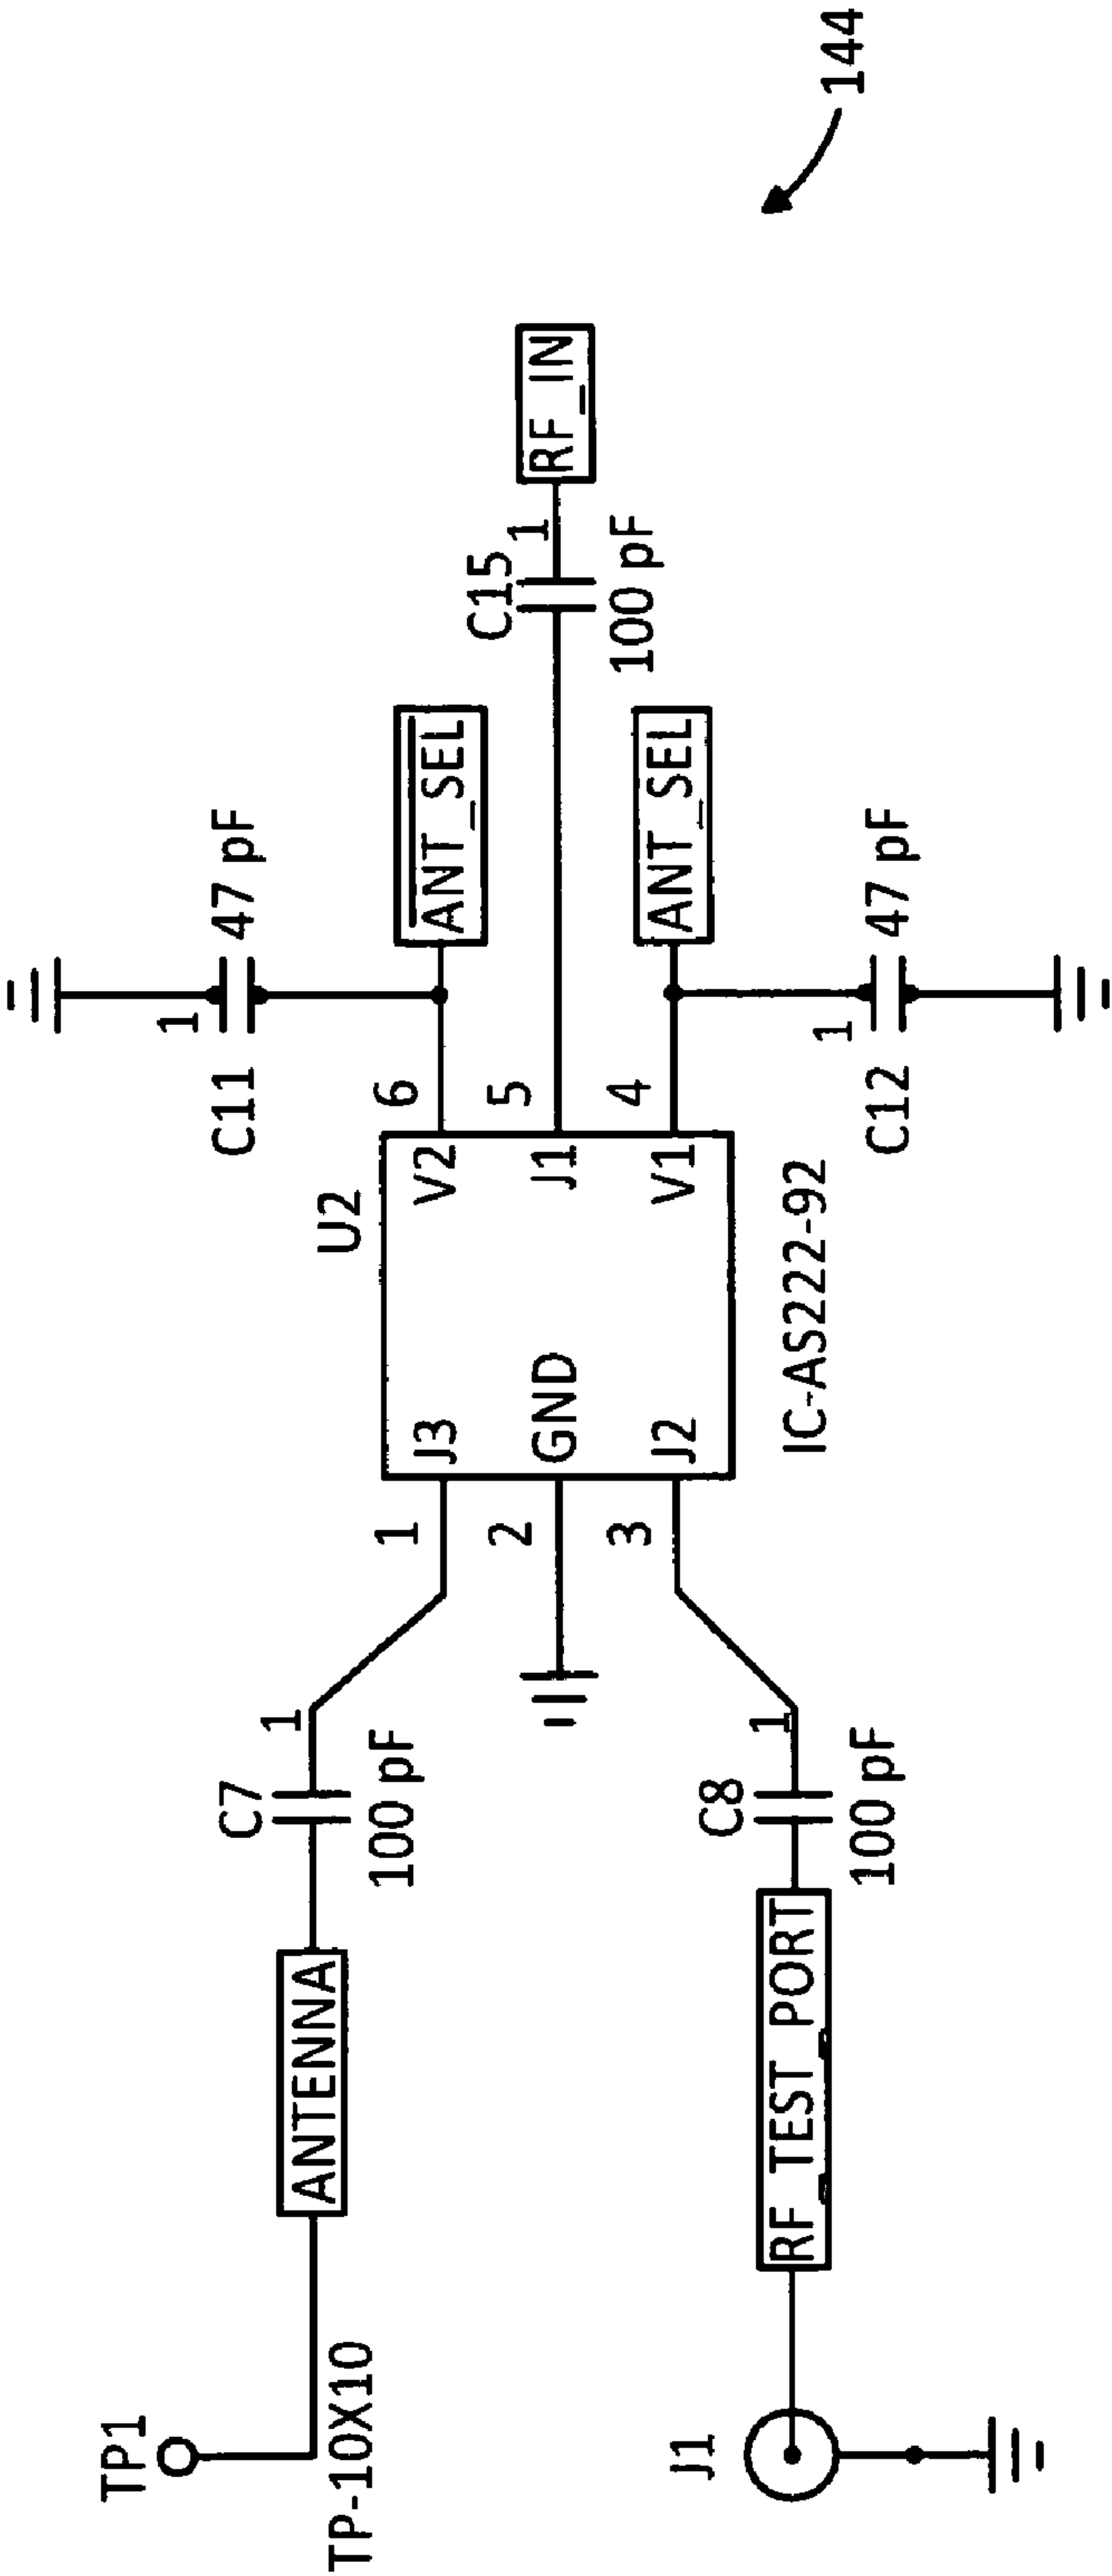 TP1
TP-10X10
ANTENNA
C7
1
100 pF
J1
RF_TEST_PORT
C8
1
100 pF
1
2
3
U2
J3
GND
J2
V2
J1
V1
IC-AS222-92
6
5
4
C11
1
47 pF
ANT_SEL
C15
1
100 pF
RF_IN
ANT_SEL
C12
1
47 pF
144